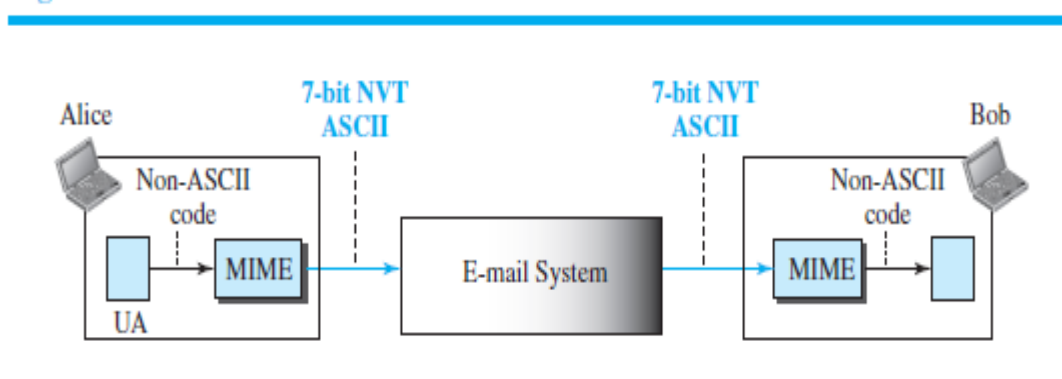 7-bit NVT
ASCII
7-bit NVT
ASCII
Alice
Bob
Non-ASCII
code
Non-ASCII
code
MIME
E-mail System
MIME
UA